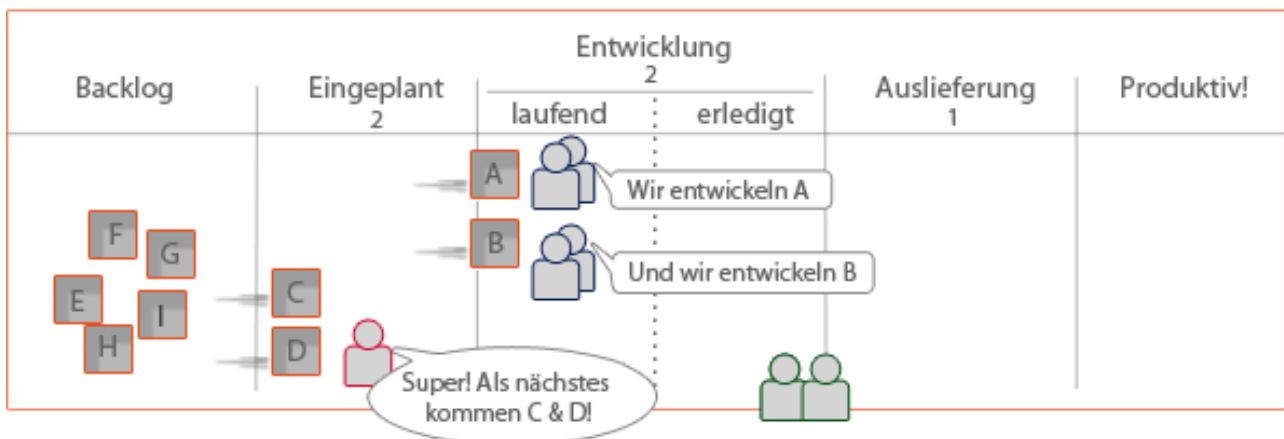 Backlog
Eingeplant
2
Entwicklung
2
laufend
erledigt
Auslieferung
1
Produktiv!
A
Wir entwickeln A
B
Und wir entwickeln B
F
G
E
I
H
C
D
Super! Als nächstes
kommen C & D!